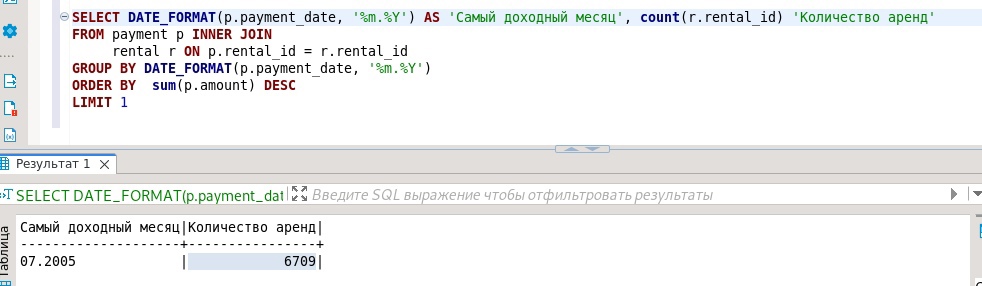 SELECT DATE_FORMAT(p.payment_date, '%m.%Y') AS 'Самый доходный месяц', count(r.rental_id) 'Количество аренд'
FROM payment p INNER JOIN
rental r ON p.rental_id = r.rental_id
GROUP BY DATE_FORMAT(p.payment_date, '%m.%Y')
ORDER BY  sum(p.amount) DESC
LIMIT 1
Результат 1
SELECT DATE_FORMAT(p.payment_dat
Введите SQL выражение чтобы отфильтровать результаты
Таблица
Самый доходный месяц|Количество аренд|
--------------------+----------------+
07.2005             |            6709|